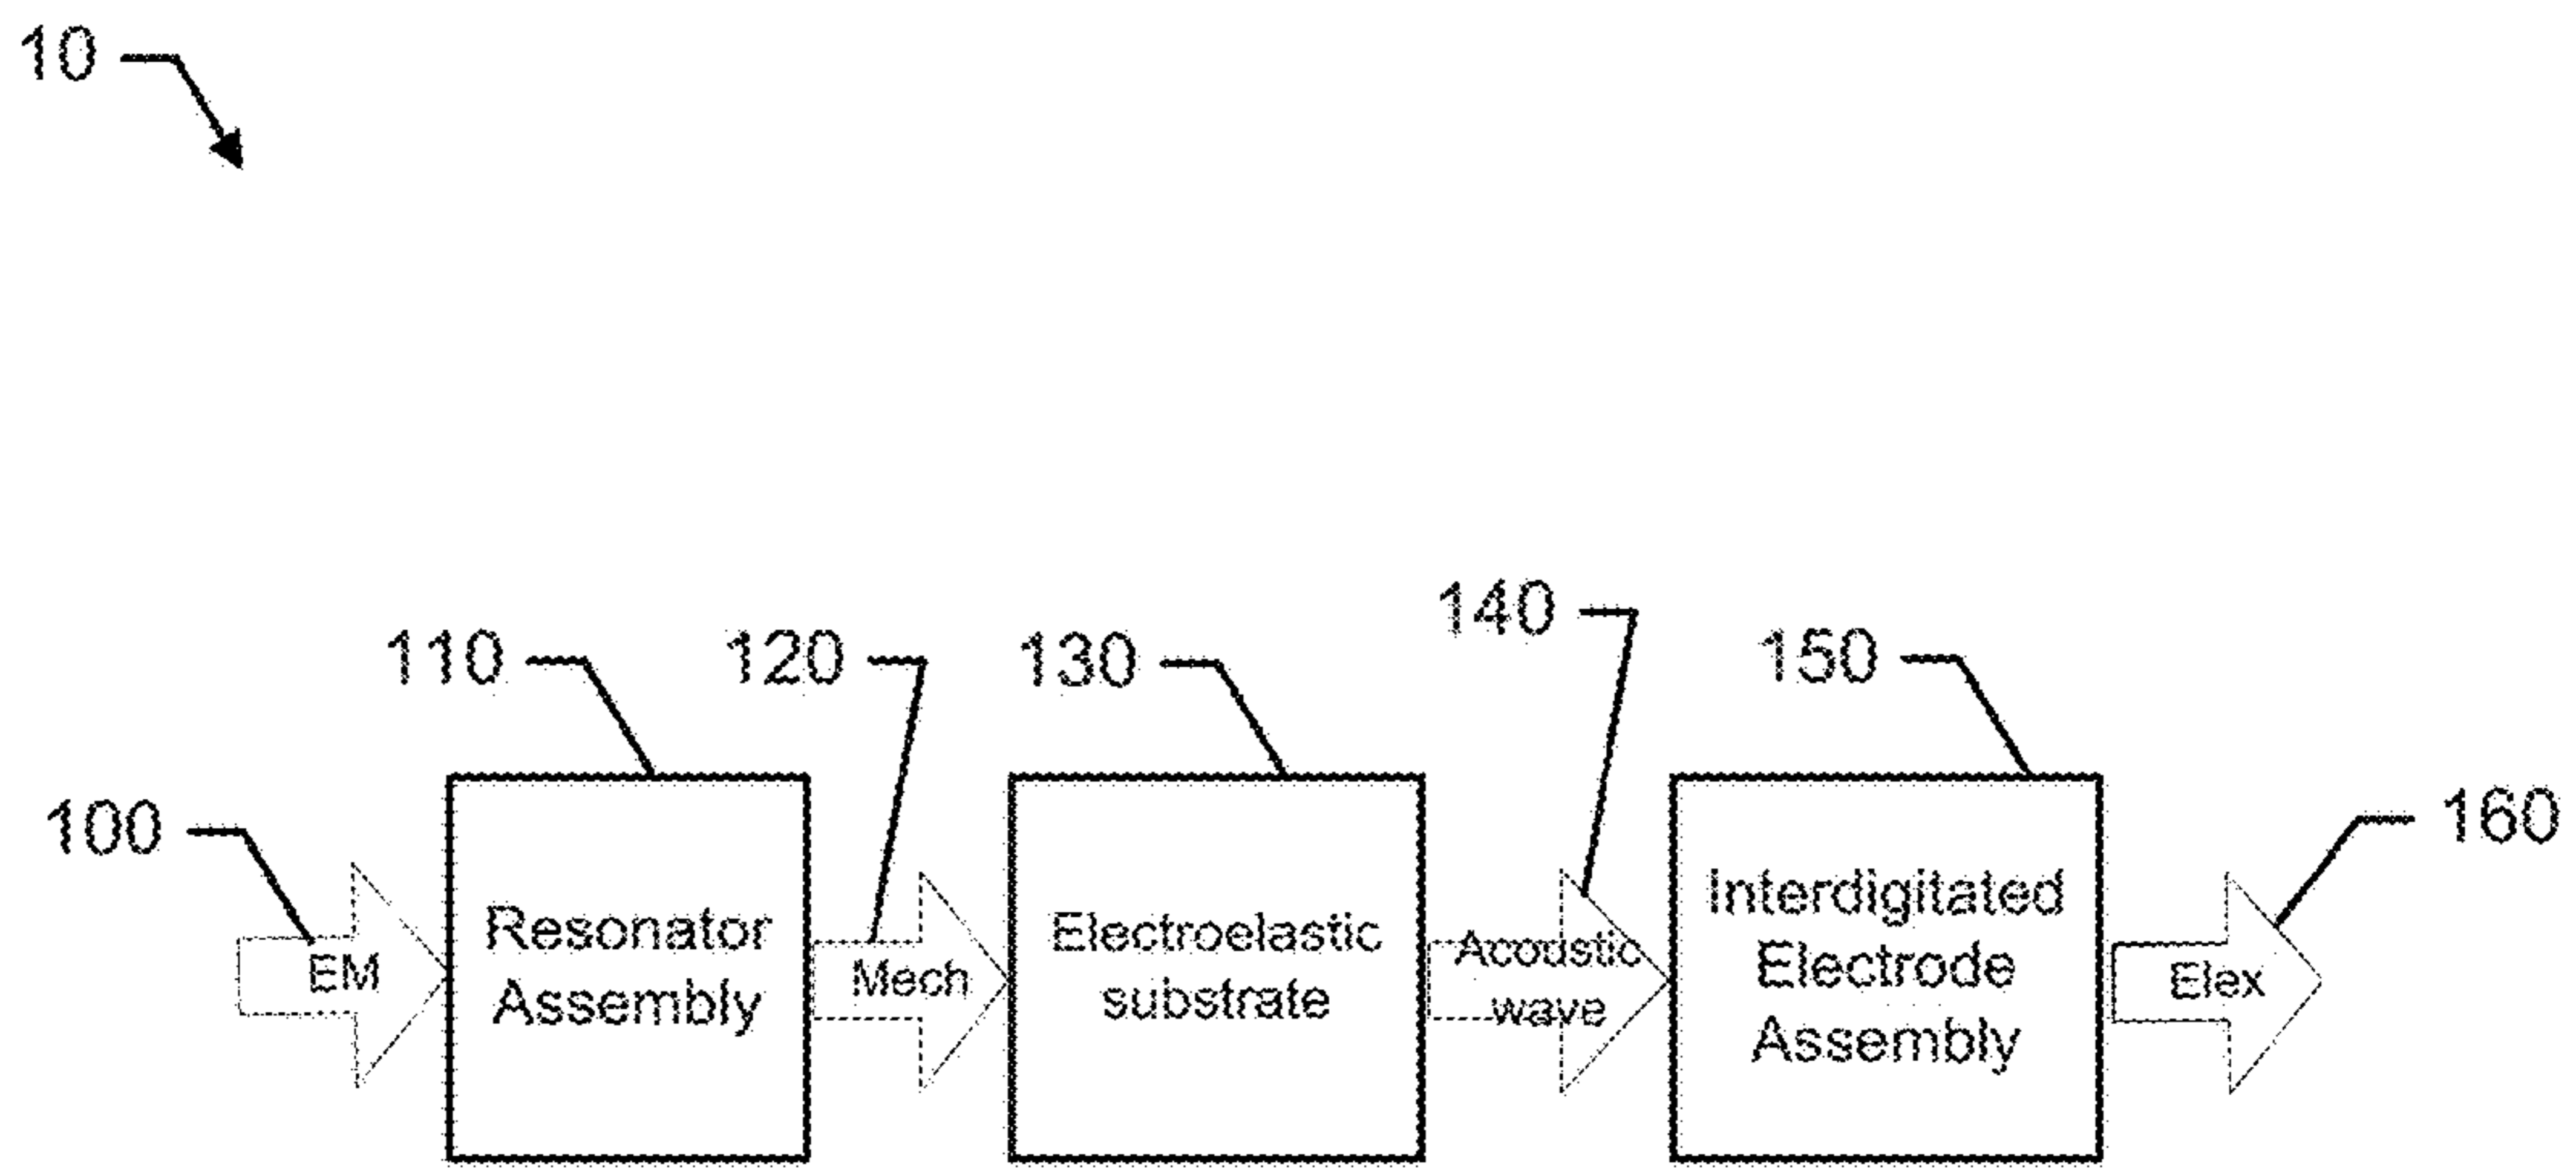 10
140
110
120
130
150
100
160
EM
Resonator
Assembly
Mech
Electroelastic
substrate
Acoustic
wave
Interdigitated
Electrode
Assembly
Elex